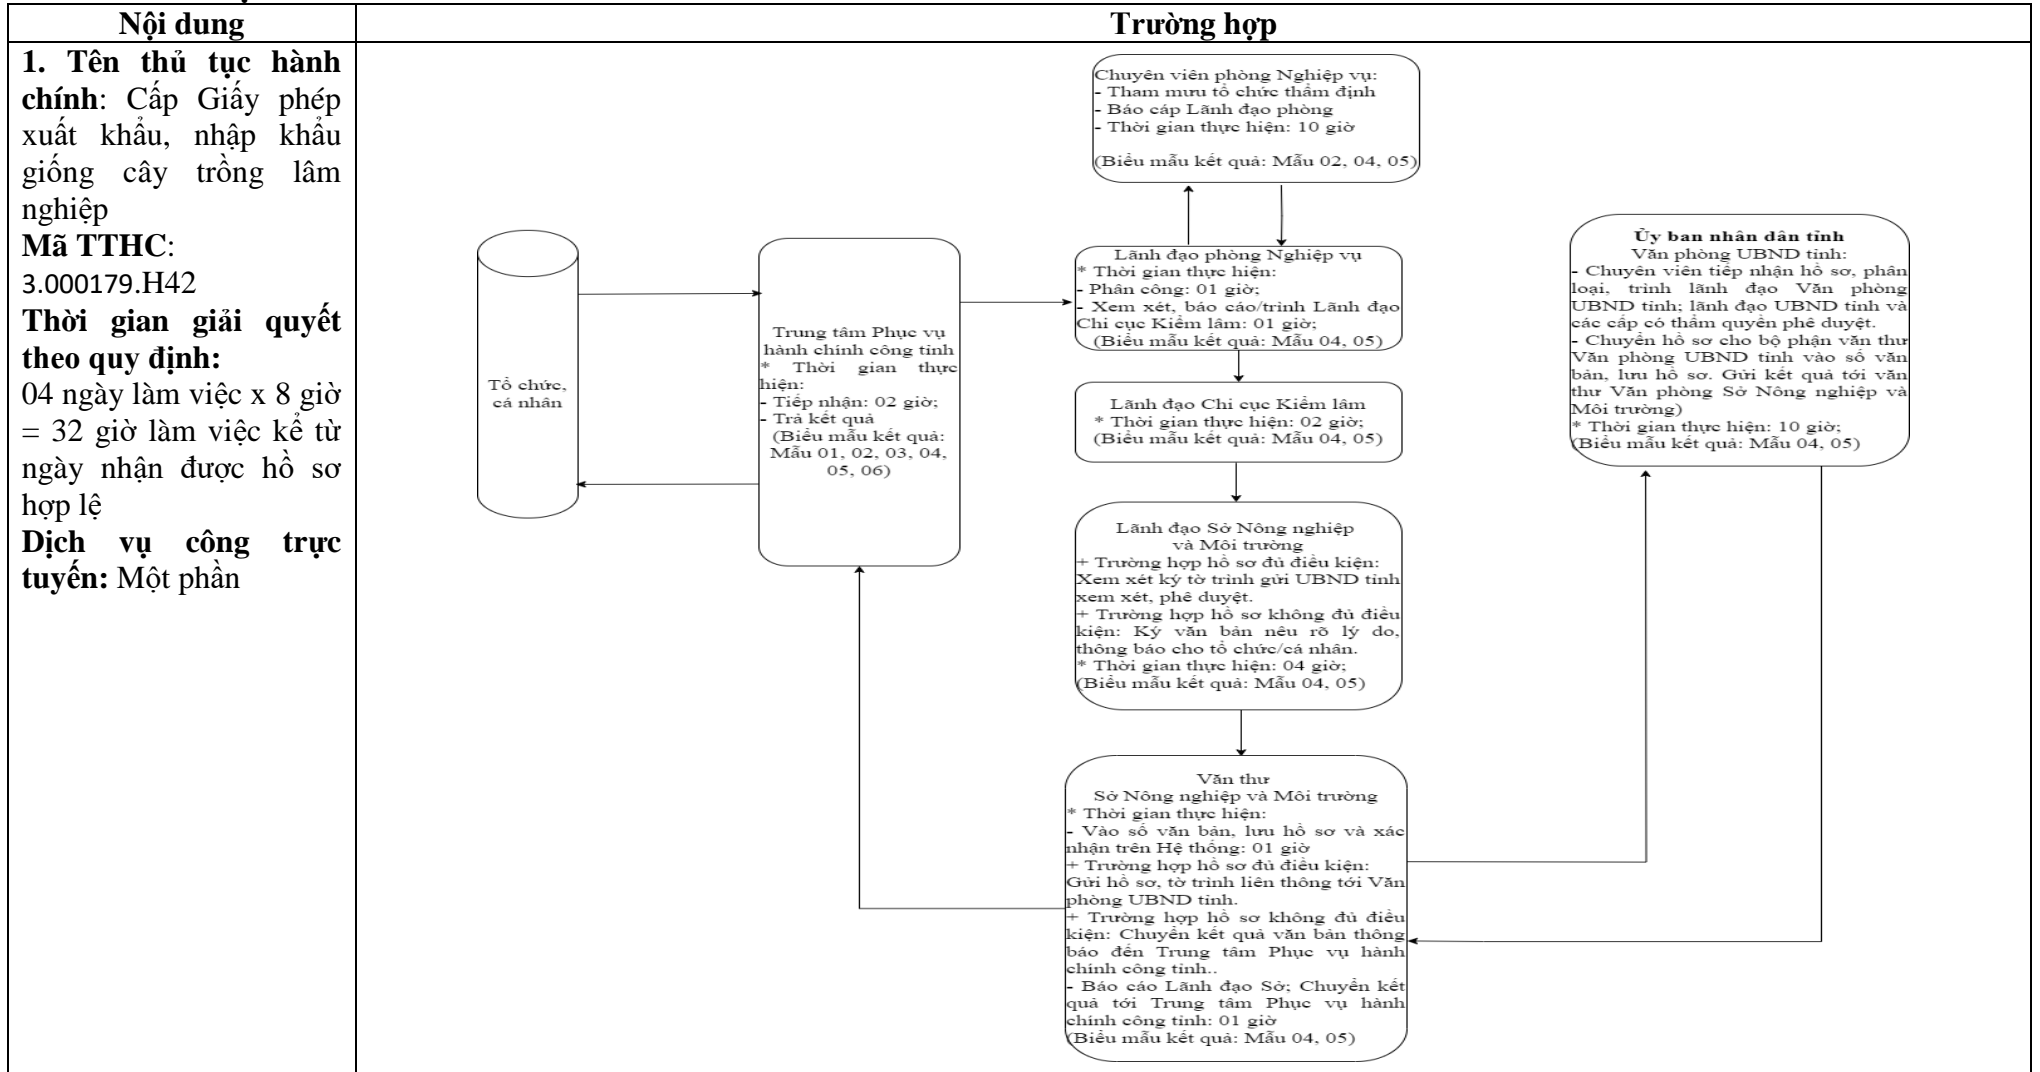 Nội dung
Trường hợp
1. Tên thủ tục hành
chính: Cấp Giấy phép
xuất khẩu, nhập khẩu
giống cây trồng lâm
nghiệp
Mã TTHC:
3.000179.H42
Thời gian giải quyết
theo quy định:
04 ngày làm việc x 8 giờ
= 32 giờ làm việc kể từ
ngày nhận được hồ sơ
hợp lệ
Dịch vụ công trực
tuyến: Một phần
Tổ chức,
cá nhân
Trung tâm Phục vụ
hành chính công tỉnh
* Thời gian thực
hiện:
- Tiếp nhận: 02 giờ;
- Trả kết quả
(Biểu mẫu kết quả:
Mẫu 01, 02, 03, 04,
05, 06)
Chuyên viên phòng Nghiệp vụ:
- Tham mưu tổ chức thẩm định
- Báo cáp Lãnh đạo phòng
- Thời gian thực hiện: 10 giờ
(Biểu mẫu kết quả: Mẫu 02, 04, 05)
Lãnh đạo phòng Nghiệp vụ
* Thời gian thực hiện:
- Phân công: 01 giờ;
- Xem xét, báo cáo/trình Lãnh đạo
Chi cục Kiểm lâm: 01 giờ;
(Biểu mẫu kết quả: Mẫu 04, 05)
Lãnh đạo Chi cục Kiểm lâm
* Thời gian thực hiện: 02 giờ;
(Biểu mẫu kết quả: Mẫu 04, 05)
Lãnh đạo Sở Nông nghiệp
và Môi trường
+ Trường hợp hồ sơ đủ điều kiện:
Xem xét ký tờ trình gửi UBND tỉnh
xem xét, phê duyệt.
+ Trường hợp hồ sơ không đủ điều
kiện: Ký văn bản nêu rõ lý do,
thông báo cho tổ chức/cá nhân.
* Thời gian thực hiện: 04 giờ;
(Biểu mẫu kết quả: Mẫu 04, 05)
Văn thư
Sở Nông nghiệp và Môi trường
* Thời gian thực hiện:
- Vào số văn bản, lưu hồ sơ và xác
nhận trên Hệ thống: 01 giờ
+ Trường hợp hồ sơ đủ điều kiện:
Gửi hồ sơ, tờ trình liên thông tới Văn
phòng UBND tỉnh.
+ Trường hợp hồ sơ không đủ điều
kiện: Chuyển kết quả văn bản thông
báo đến Trung tâm Phục vụ hành
chính công tỉnh..
- Báo cáo Lãnh đạo Sở; Chuyển kết
quả tới Trung tâm Phục vụ hành
chính công tỉnh: 01 giờ
(Biểu mẫu kết quả: Mẫu 04, 05)
Ủy ban nhân dân tỉnh
Văn phòng UBND tỉnh:
- Chuyên viên tiếp nhận hồ sơ, phân
loại, trình lãnh đạo Văn phòng
UBND tỉnh; lãnh đạo UBND tỉnh và
các cấp có thẩm quyền phê duyệt.
- Chuyển hồ sơ cho bộ phận văn thư
Văn phòng UBND tỉnh vào số văn
bản, lưu hồ sơ. Gửi kết quả tới văn
thư Văn phòng Sở Nông nghiệp và
Môi trường)
* Thời gian thực hiện: 10 giờ;
(Biểu mẫu kết quả: Mẫu 04, 05)